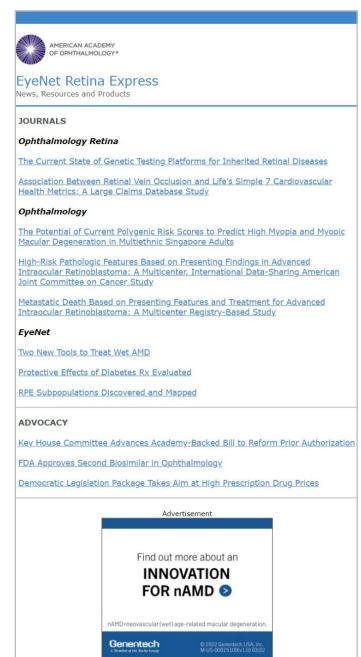 AMERICAN ACADEMY
OF OPHTHALMOLOGY®
EyeNet Retina Express
News, Resources and Products
JOURNALS
Ophthalmology Retina
The Current State of Genetic Testing Platforms for Inherited Retinal Diseases
Association Between Retinal Vein Occlusion and Life's Simple 7 Cardiovascular
Health Metrics: A Large Claims Database Study
Ophthalmology
The Potential of Current Polygenic Risk Scores to Predict High Myopia and Myopic
Macular Degeneration in Multiethnic Singapore Adults
High-Risk Pathologic Features Based on Presenting Findings in Advanced
Intraocular Retinoblastoma: A Multicenter, International Data-Sharing American
Joint Committee on Cancer Study
Metastatic Death Based on Presenting Features and Treatment for Advanced
Intraocular Retinoblastoma: A Multicenter Registry-Based Study
EyeNet
Two New Tools to Treat Wet AMD
Protective Effects of Diabetes Rx Evaluated
RPE Subpopulations Discovered and Mapped
ADVOCACY
Key House Committee Advances Academy-Backed Bill to Reform Prior Authorization
FDA Approves Second Biosimilar in Ophthalmology
Democratic Legislation Package Takes Aim at High Prescription Drug Prices
Advertisement
Find out more about an
INNOVATION
FOR nAMD
nAMD=neovascular (wet) age-related macular degeneration.
Genentech
A Member of the Roche Group
© 2022 Genentech USA, Inc.